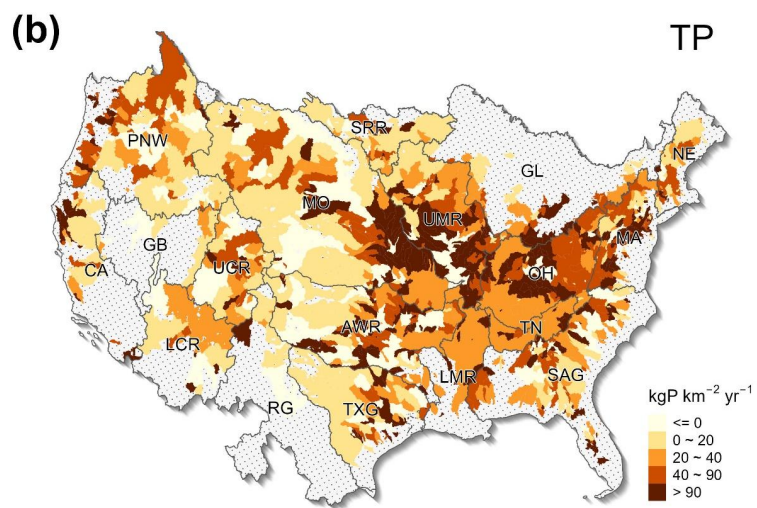 (b)
TP
PNW
SRR
GL
NE
MO
UMR
MA
GB
UCR
OH
CA
AWR
TN
LCR
LMR
SAG
RG
TXG
kgP km⁻² yr⁻¹
<= 0
0 ~ 20
20 ~ 40
40 ~ 90
> 90